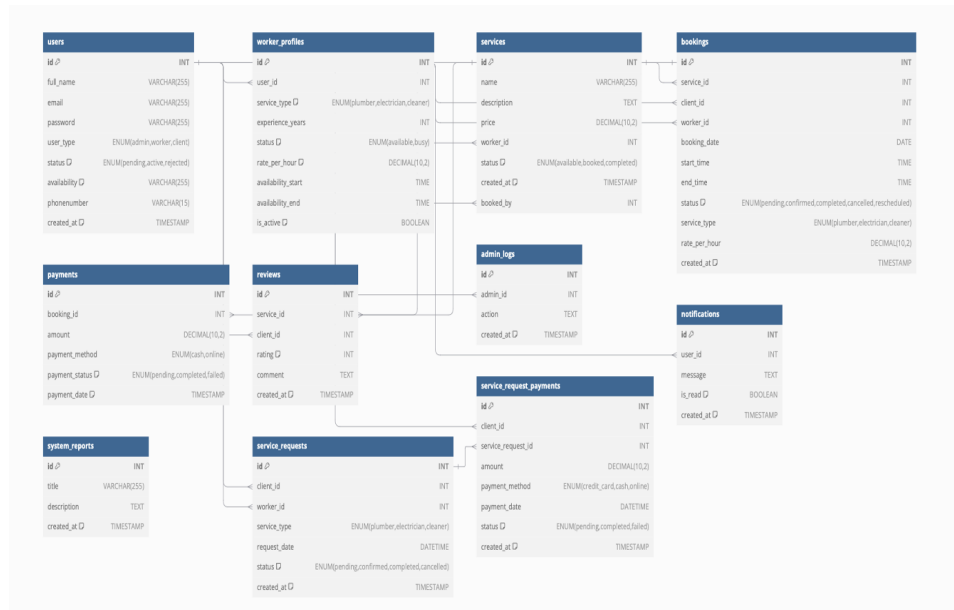 users
id INT
full_name VARCHAR(255)
email VARCHAR(255)
password VARCHAR(255)
user_type ENUM(admin,worker,client)
status ENUM(pending,active,rejected)
availability VARCHAR(255)
phonenumber VARCHAR(15)
created_at TIMESTAMP
worker_profiles
id INT
user_id INT
service_type ENUM(plumber,electrician,cleaner)
experience_years INT
status ENUM(available,busy)
rate_per_hour DECIMAL(10,2)
availability_start TIME
availability_end TIME
is_active BOOLEAN
services
id INT
name VARCHAR(255)
description TEXT
price DECIMAL(10,2)
worker_id INT
status ENUM(available,booked,completed)
created_at TIMESTAMP
booked_by INT
bookings
id INT
service_id INT
client_id INT
worker_id INT
booking_date DATE
start_time TIME
end_time TIME
status ENUM(pending,confirmed,completed,cancelled,rescheduled)
service_type ENUM(plumber,electrician,cleaner)
rate_per_hour DECIMAL(10,2)
created_at TIMESTAMP
payments
id INT
booking_id INT
amount DECIMAL(10,2)
payment_method ENUM(cash,online)
payment_status ENUM(pending,completed,failed)
payment_date TIMESTAMP
reviews
id INT
service_id INT
client_id INT
rating INT
comment TEXT
created_at TIMESTAMP
admin_logs
id INT
admin_id INT
action TEXT
created_at TIMESTAMP
notifications
id INT
user_id INT
message TEXT
is_read BOOLEAN
created_at TIMESTAMP
system_reports
id INT
title VARCHAR(255)
description TEXT
created_at TIMESTAMP
service_requests
id INT
client_id INT
worker_id INT
service_type ENUM(plumber,electrician,cleaner)
request_date DATETIME
status ENUM(pending,confirmed,completed,cancelled)
created_at TIMESTAMP
service_request_payments
id INT
client_id INT
service_request_id INT
amount DECIMAL(10,2)
payment_method ENUM(credit_card,cash,online)
payment_date DATETIME
status ENUM(pending,completed,failed)
created_at TIMESTAMP